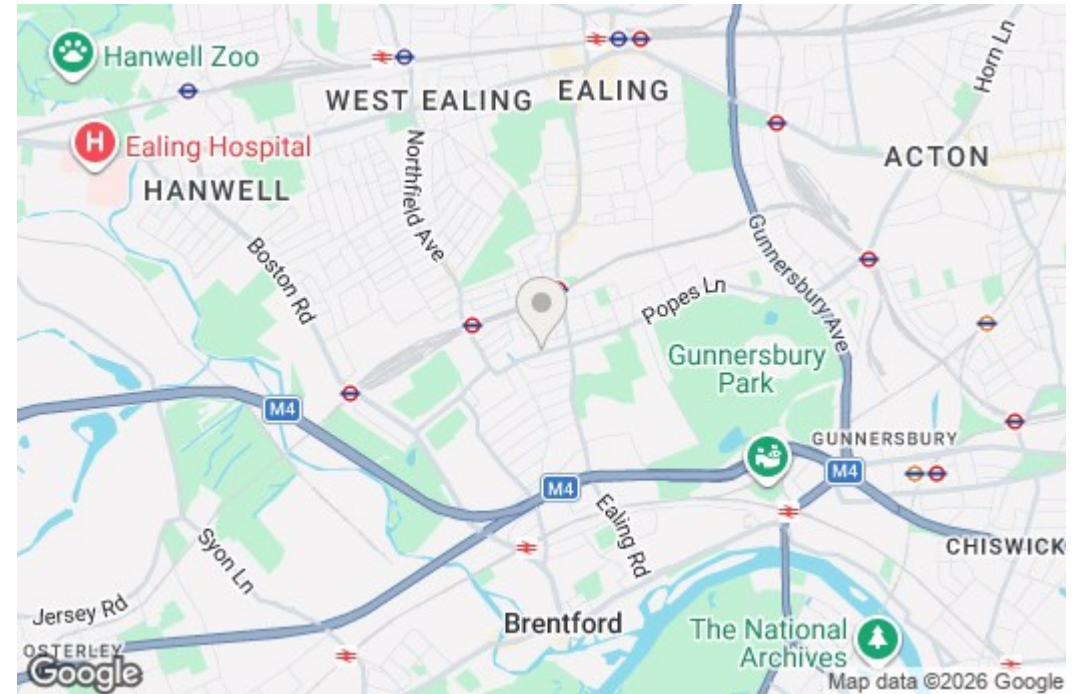 Hanwell Zoo
WEST EALING
EALING
Horn Ln
H
Ealing Hospital
ACTON
HANWELL
Northfield Ave
Boston Rd
Gunnersbury Ave
Popes Ln
Gunnersbury
Park
M4
GUNNERSBURY
M4
M4
Ealing Rd
Syon Ln
CHISWICK
Jersey Rd
Brentford
The National
Archives
OSTERLEY
Google
Map data ©2026 Google